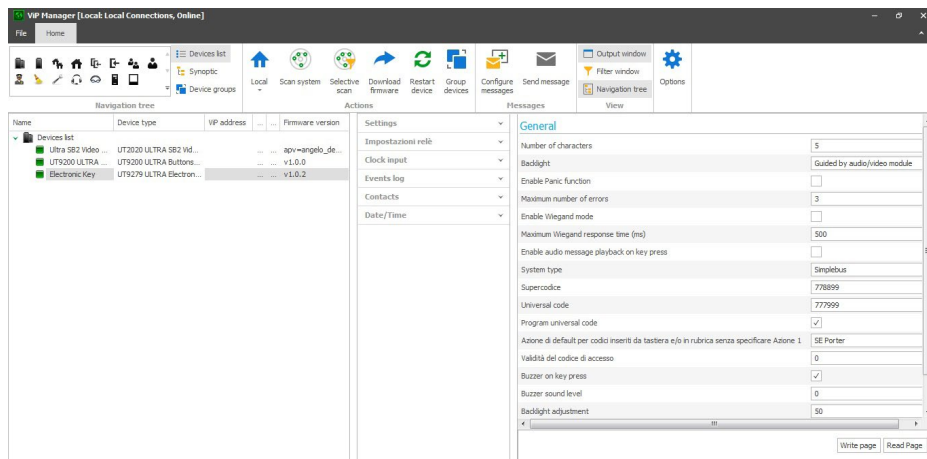 ViP Manager [Local: Local Connections, Online]
File Home
Devices list
Synoptic
Device groups
Navigation tree
Local
Scan system
Selective scan
Download firmware
Restart device
Group devices
Actions
Configure messages
Send message
Messages
Output window
Filter window
Navigation tree
View
Options
Name Device type ViP address ... ... Firmware version
Devices list
Ultra SB2 Video ... UT2020 ULTRA SB2 Vid... ... ... apv=angelo_de...
UT9200 ULTRA ... UT9200 ULTRA Buttons... ... ... v1.0.0
Electronic Key UT9279 ULTRA Electron... ... ... v1.0.2
Settings
Impostazioni relè
Clock input
Events log
Contacts
Date/Time
General
Number of characters 5
Backlight Guided by audio/video module
Enable Panic function
Maximum number of errors 3
Enable Wiegand mode
Maximum Wiegand response time (ms) 500
Enable audio message playback on key press
System type Simplebus
Supercodice 778899
Universal code 777999
Program universal code
Azione di default per codici inseriti da tastiera e/o in rubrica senza specificare Azione 1 SE Porter
Validità del codice di accesso 0
Buzzer on key press
Buzzer sound level 0
Backlight adjustment 50
Write page Read Page